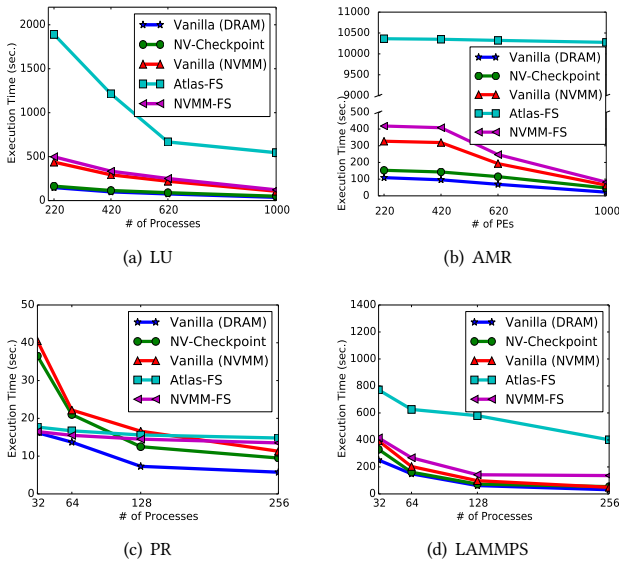 2000
1500
1000
500
0
Execution Time (sec.)
Vanilla (DRAM)
NV-Checkpoint
Vanilla (NVMM)
Atlas-FS
NVMM-FS
220 420 620 1000
# of Processes
(a) LU
11000
10500
10000
9500
9000
500
400
300
200
100
0
Execution Time (sec.)
Execution Time (sec.)
Vanilla (DRAM)
NV-Checkpoint
Vanilla (NVMM)
Atlas-FS
NVMM-FS
220 420 620 1000
# of PEs
(b) AMR
50
40
30
20
10
0
Execution Time (sec.)
Vanilla (DRAM)
NV-Checkpoint
Vanilla (NVMM)
Atlas-FS
NVMM-FS
32 64 128 256
# of Processes
(c) PR
1400
1200
1000
800
600
400
200
0
Execution Time (sec.)
Vanilla (DRAM)
NV-Checkpoint
Vanilla (NVMM)
Atlas-FS
NVMM-FS
32 64 128 256
# of Processes
(d) LAMMPS